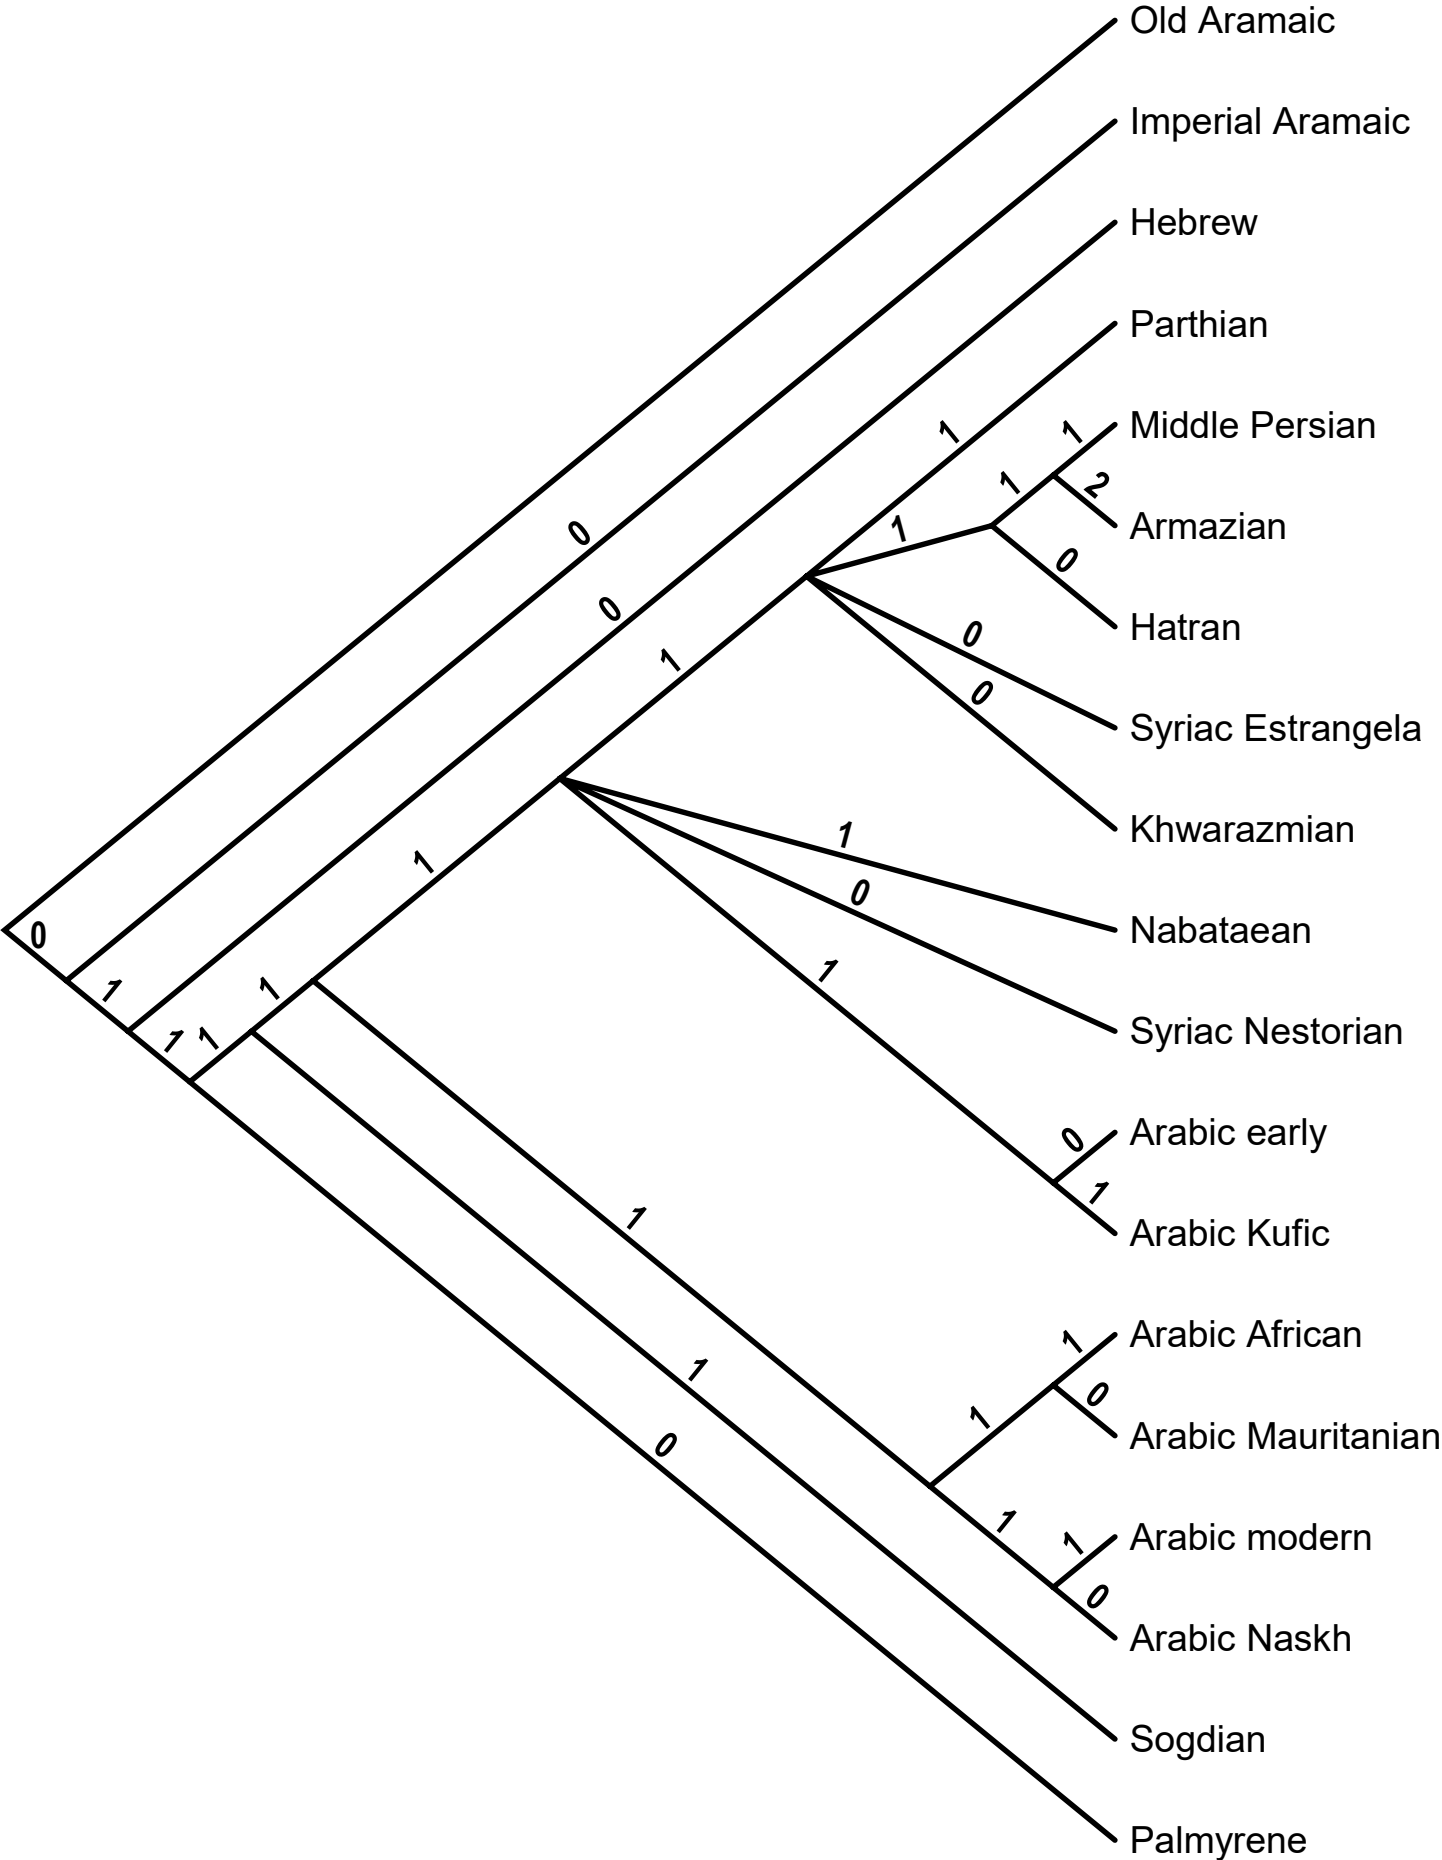 Old Aramaic
Imperial Aramaic
Hebrew
Parthian
1
1
Middle Persian
1
2
1
Armazian
0
0
0
Hatran
0
1
Syriac Estrangela
0
1
Khwarazmian
1
0
Nabataean
0
1
1
1
Syriac Nestorian
1
1
0
Arabic early
1
1
Arabic Kufic
1
Arabic African
1
0
1
Arabic Mauritanian
0
1
1
Arabic modern
0
Arabic Naskh
Sogdian
Palmyrene